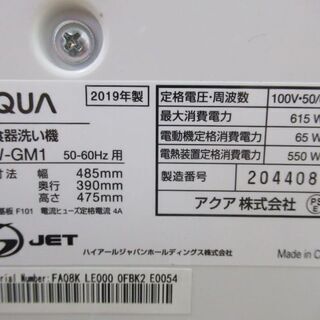 QUA
2019年製
食器洗い機
W-GM1 50-60Hz 用
寸 幅 485mm
奥行 390mm
法 高さ 475mm
基板 F101 電流ヒューズ定格電流 4A
定格電圧・周波数 100V・50/
最大消費電力 615 W
電動機定格消費電力 65 W
電熱装置定格消費電力 550 W
製造番号 204408
アクア 株式会社
PS
E
JET
Made in C
ハイアールジャパンホールディングス株式会社
Serial Number: FA08K LE000 0FBK2 E0054